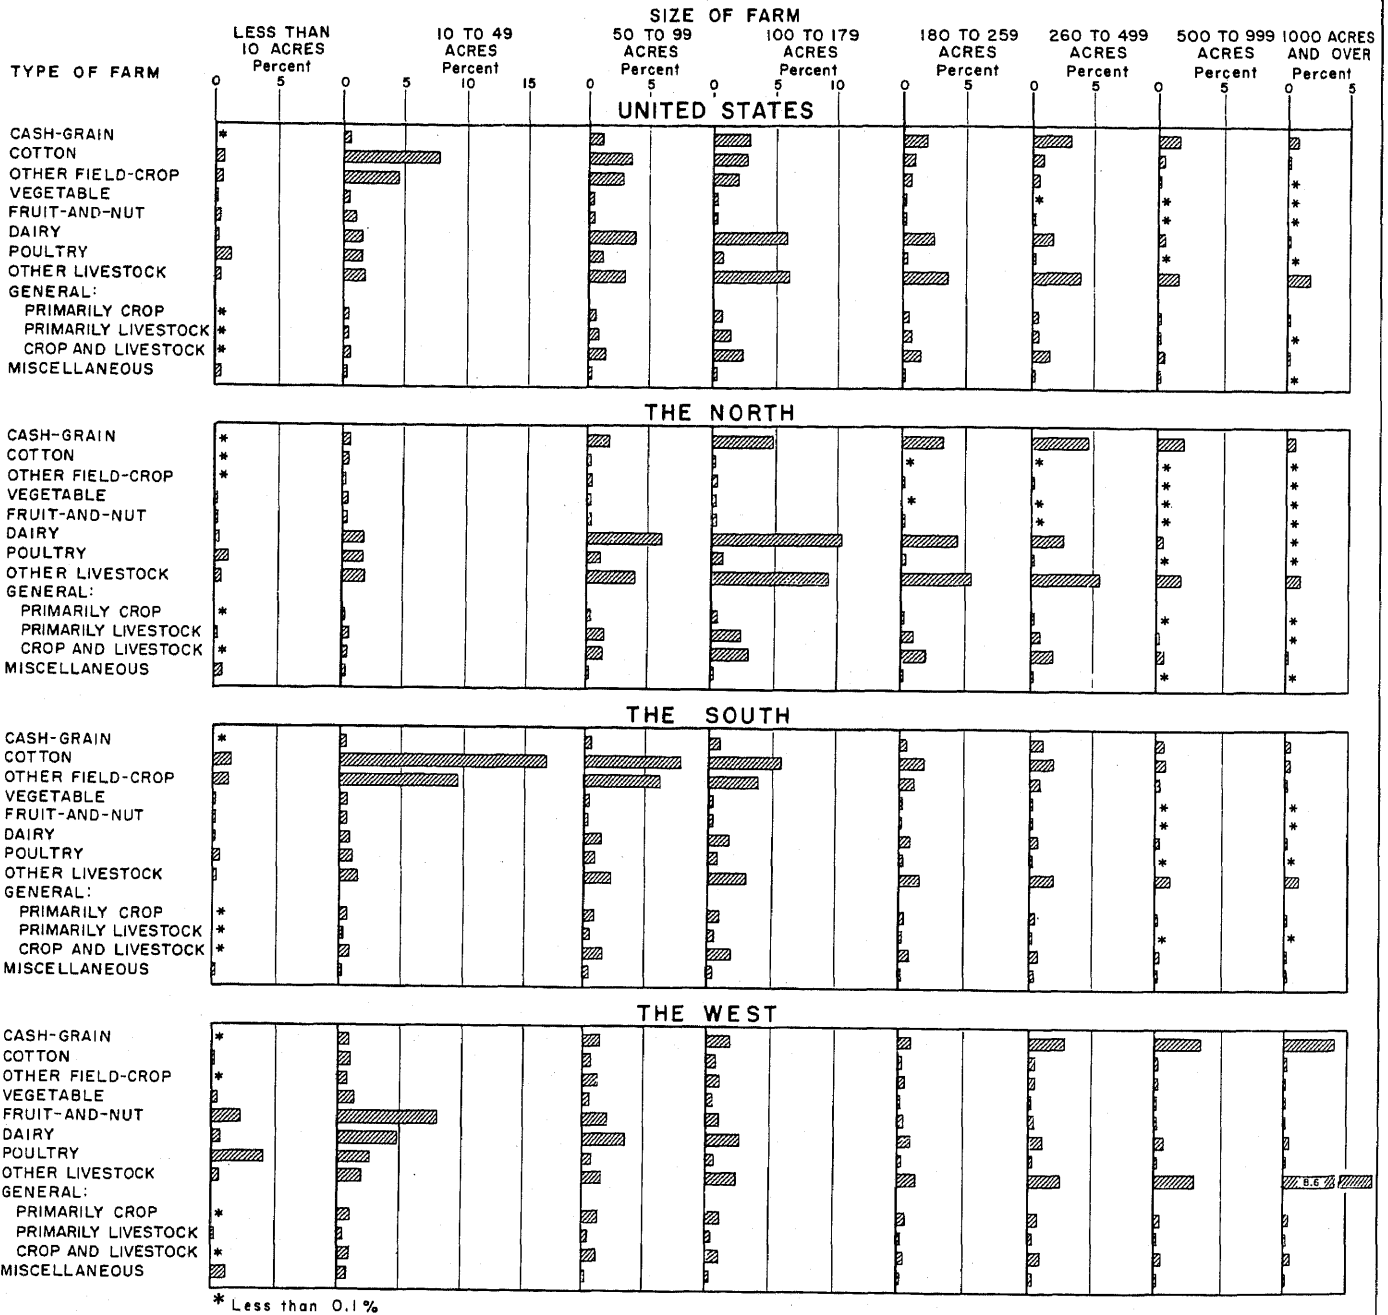 SIZE OF FARM
LESS THAN 10 ACRES Percent
10 TO 49 ACRES Percent
50 TO 99 ACRES Percent
100 TO 179 ACRES Percent
180 TO 259 ACRES Percent
260 TO 499 ACRES Percent
500 TO 999 ACRES Percent
1000 ACRES AND OVER Percent
TYPE OF FARM
0 5 0 5 10 15 0 5 0 5 10 0 5 0 5 0 5 0 5
UNITED STATES
CASH-GRAIN *
COTTON
OTHER FIELD-CROP *
VEGETABLE * * *
FRUIT-AND-NUT * *
DAIRY
POULTRY * *
OTHER LIVESTOCK
GENERAL:
PRIMARILY CROP *
PRIMARILY LIVESTOCK * *
CROP AND LIVESTOCK *
MISCELLANEOUS *
THE NORTH
CASH-GRAIN *
COTTON * * * * *
OTHER FIELD-CROP * * *
VEGETABLE * * * *
FRUIT-AND-NUT * * *
DAIRY *
POULTRY * *
OTHER LIVESTOCK
GENERAL:
PRIMARILY CROP * * *
PRIMARILY LIVESTOCK *
CROP AND LIVESTOCK *
MISCELLANEOUS * *
THE SOUTH
CASH-GRAIN *
COTTON
OTHER FIELD-CROP
VEGETABLE * *
FRUIT-AND-NUT * *
DAIRY
POULTRY * *
OTHER LIVESTOCK
GENERAL:
PRIMARILY CROP *
PRIMARILY LIVESTOCK * * *
CROP AND LIVESTOCK *
MISCELLANEOUS
THE WEST
CASH-GRAIN *
COTTON
OTHER FIELD-CROP *
VEGETABLE
FRUIT-AND-NUT
DAIRY
POULTRY
OTHER LIVESTOCK 8.6
GENERAL:
PRIMARILY CROP *
PRIMARILY LIVESTOCK
CROP AND LIVESTOCK *
MISCELLANEOUS
* Less than 0.1%